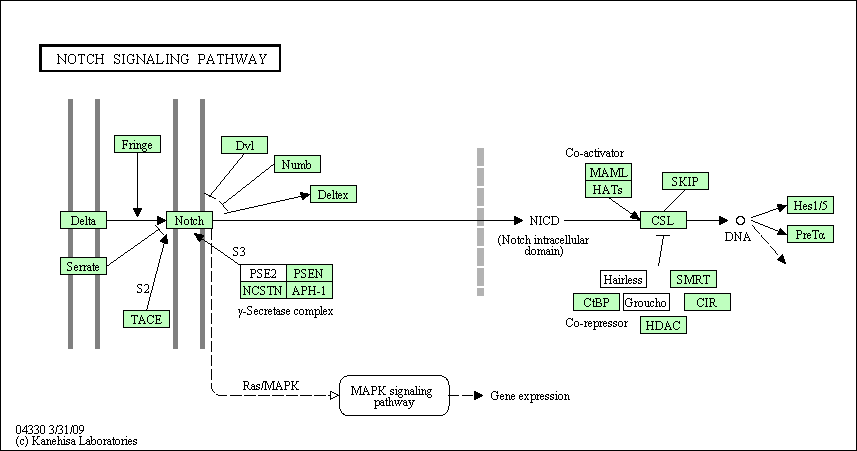 NOTCH SIGNALING PATHWAY
Fringe
Dvl
Numb
Deltex
Delta
Notch
Serrate
S2
TACE
S3
PSE2
PSEN
NCSTN
APH-1
γ-Secretase complex
NICD
(Notch intracellular
domain)
Co-activator
MAML
HATs
SKIP
CSL
DNA
Hes1/5
PreTα
Hairless
SMRT
CtBP
Groucho
CIR
Co-repressor
HDAC
Ras/MAPK
MAPK signaling
pathway
Gene expression
04330 3/31/09
(c) Kanehisa Laboratories